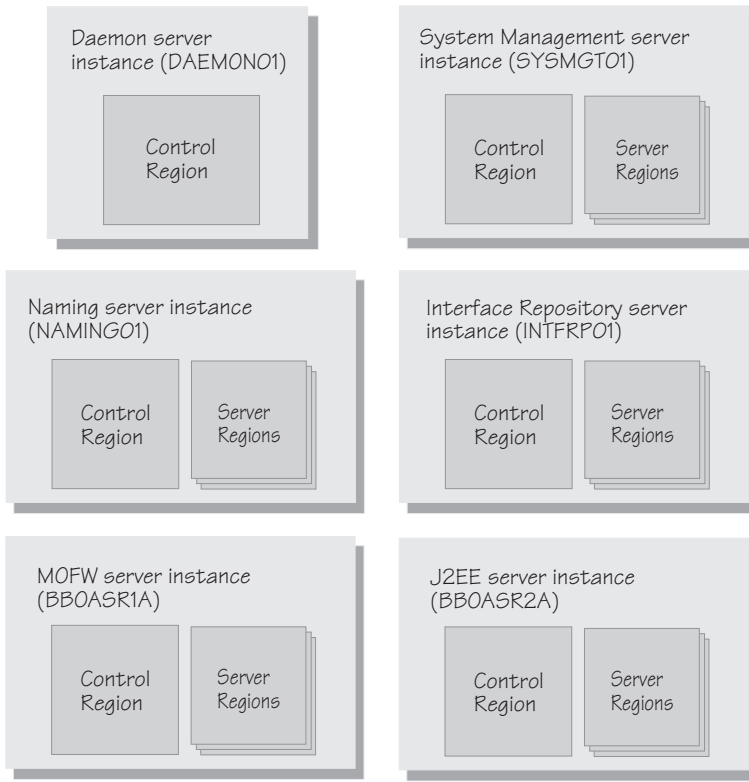 Daemon server
instance (DAEMON01)
Control
Region
System Management server
instance (SYSMGT01)
Control
Region
Server
Regions
Naming server instance
(NAMING01)
Control
Region
Server
Regions
Interface Repository server
instance (INTFRP01)
Control
Region
Server
Regions
MOFW server instance
(BBOASR1A)
Control
Region
Server
Regions
J2EE server instance
(BBOASR2A)
Control
Region
Server
Regions